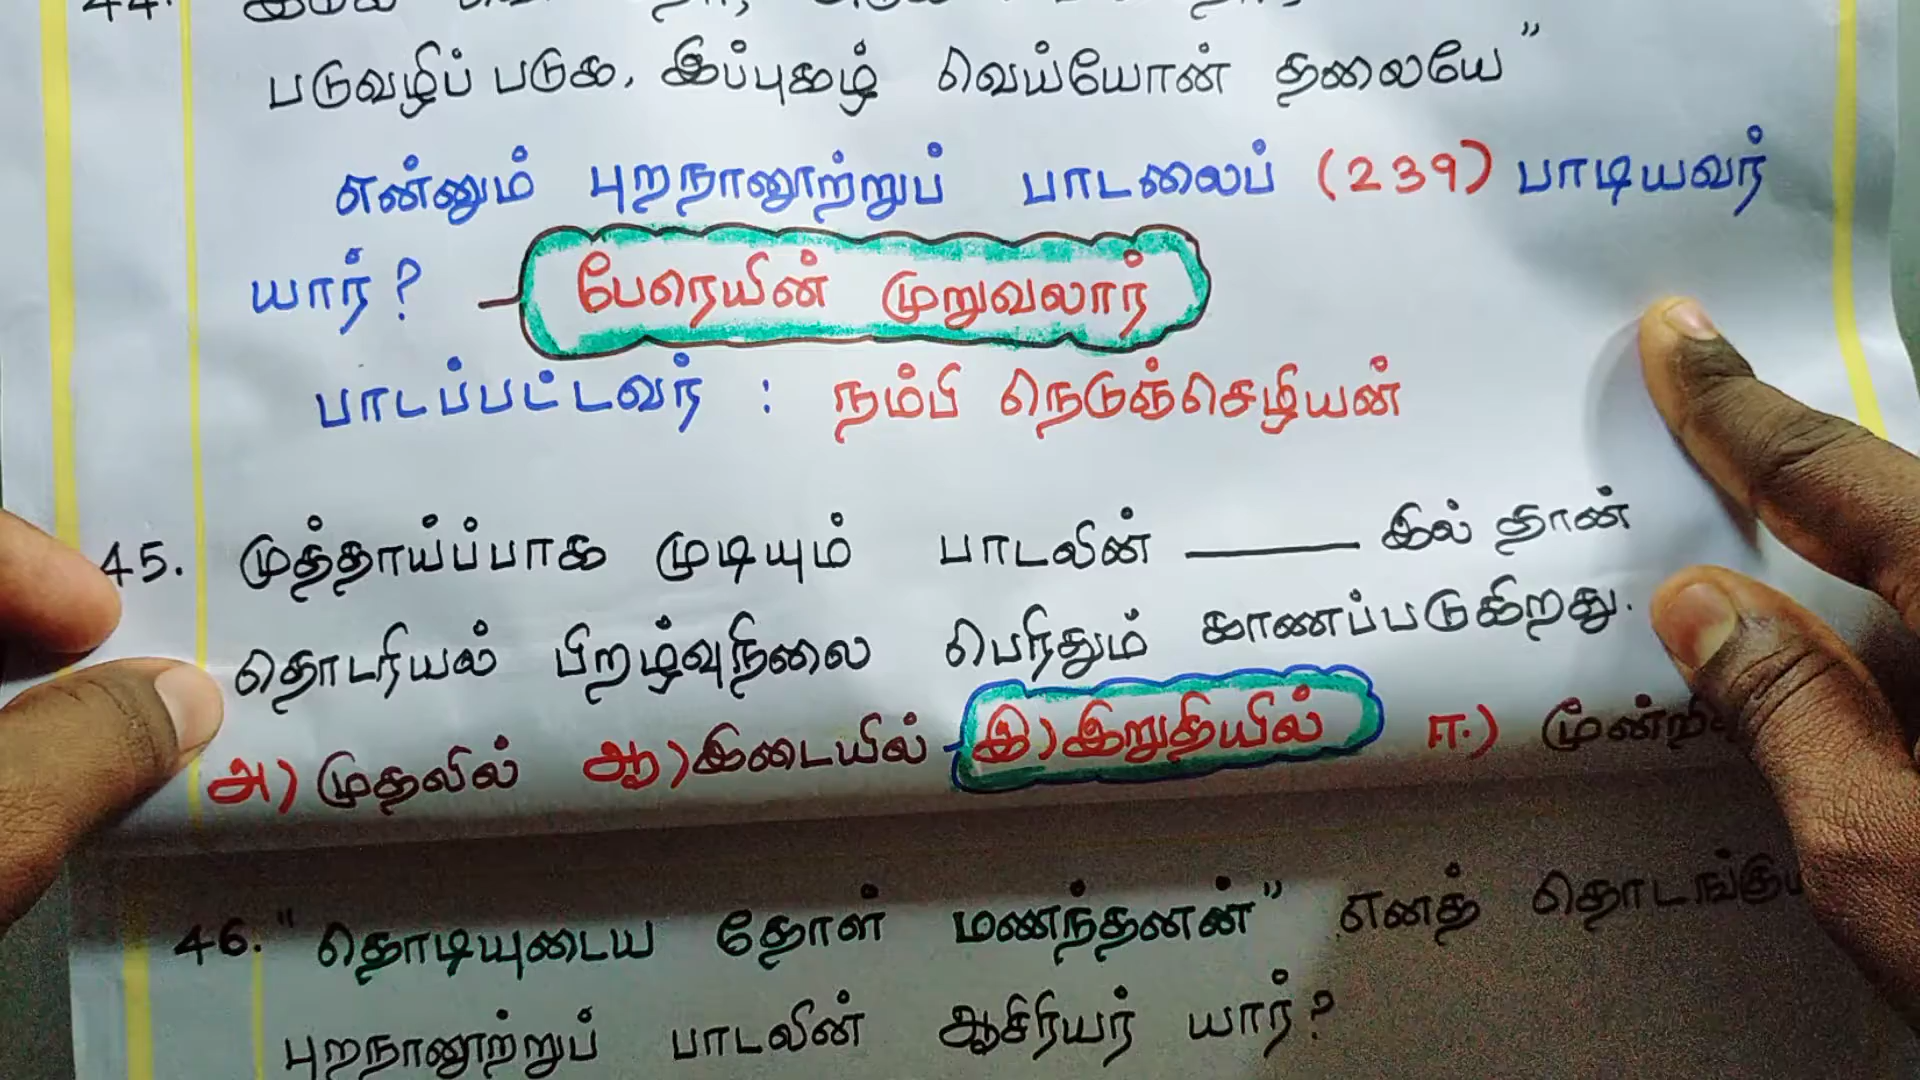 44.
படுவழிப் படுக, இப்புகழ் வெய்யோன் தலையே"
என்னும் புறநானூற்றுப் பாடலைப் (239) பாடியவர்
யார்? பேரெயின் முறுவலார்
பாடப்பட்டவர் : நம்பி நெடுஞ்செழியன்
45. முத்தாய்ப்பாக முடியும் பாடலின் ______ இல் தான்
தொடரியல் பிறழ்வுநிலை பெரிதும் காணப்படுகிறது.
அ) முதலில் ஆ) இடையில் இ) இறுதியில் ஈ.)
46. "தொடியுடைய தோள் மணந்தனன்" எனத்
புறநானூற்றுப் பாடலின் ஆசிரியர் யார்?